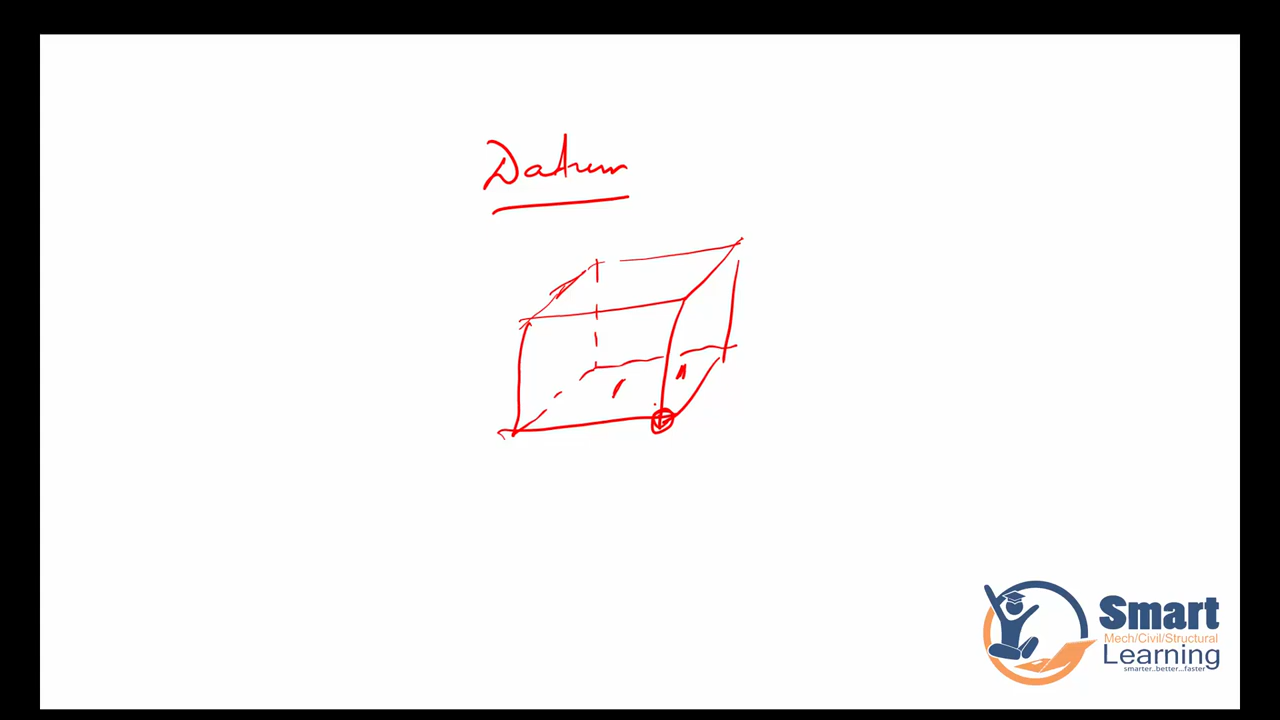 Datum
Smart
Mech/Civil/Structural
Learning
smarter..better...faster